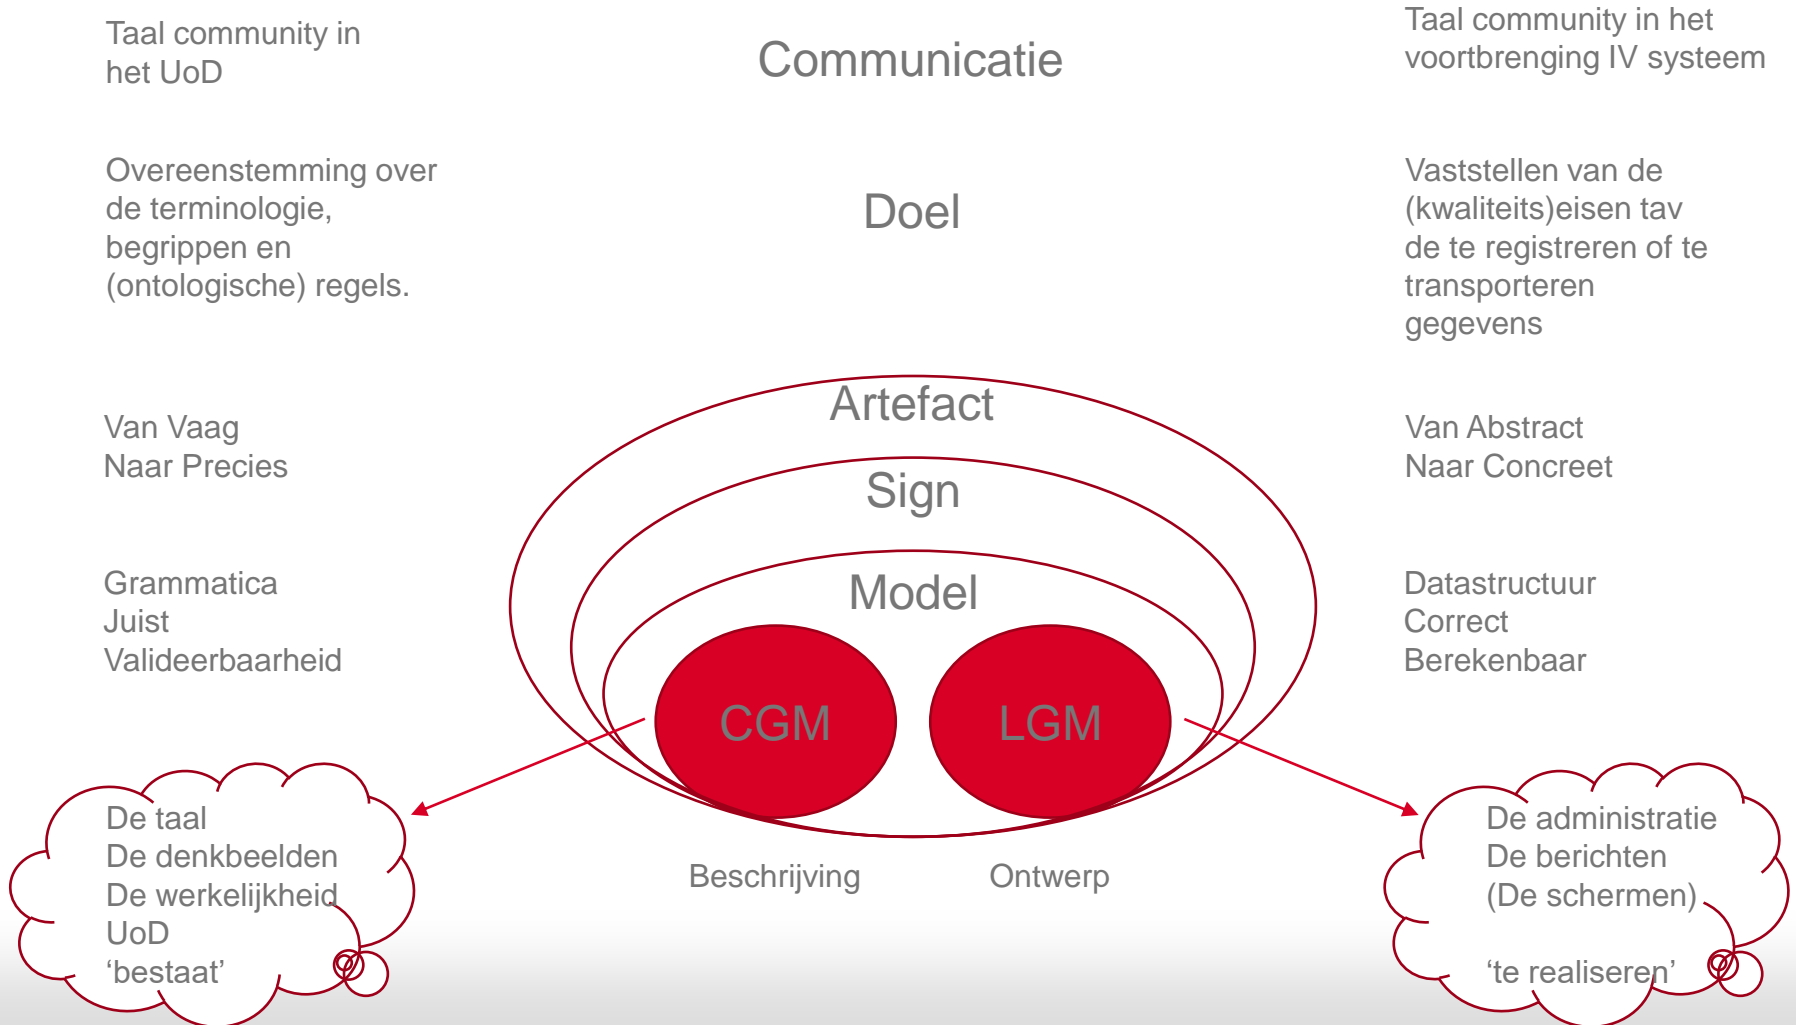 Taal community in
het UoD
Communicatie
Taal community in het
voortbrenging IV systeem
Overeenstemming over
de terminologie,
begrippen en
(ontologische) regels.
Doel
Vaststellen van de
(kwaliteits)eisen tav
de te registreren of te
transporteren
gegevens
Artefact
Van Vaag
Naar Precies
Van Abstract
Naar Concreet
Sign
Grammatica
Juist
Valideerbaarheid
Model
Datastructuur
Correct
Berekenbaar
CGM
LGM
De taal
De denkbeelden
De werkelijkheid
UoD
‘bestaat’
Beschrijving
Ontwerp
De administratie
De berichten
(De schermen)
‘te realiseren’